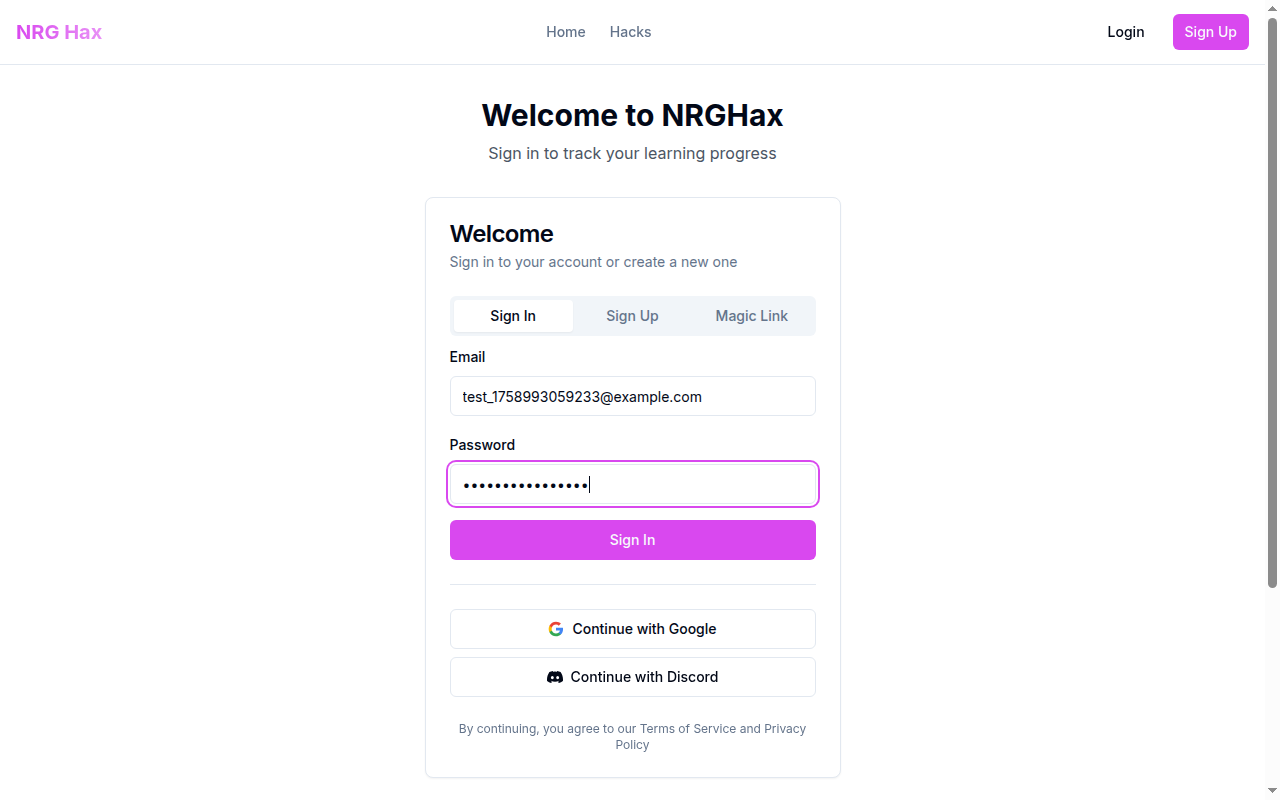 NRG Hax
Home
Hacks
Login
Sign Up
Welcome to NRGHax
Sign in to track your learning progress
Welcome
Sign in to your account or create a new one
Sign In
Sign Up
Magic Link
Email
test_1758993059233@example.com
Password
••••••••••••••••
Sign In
Continue with Google
Continue with Discord
By continuing, you agree to our Terms of Service and Privacy
Policy